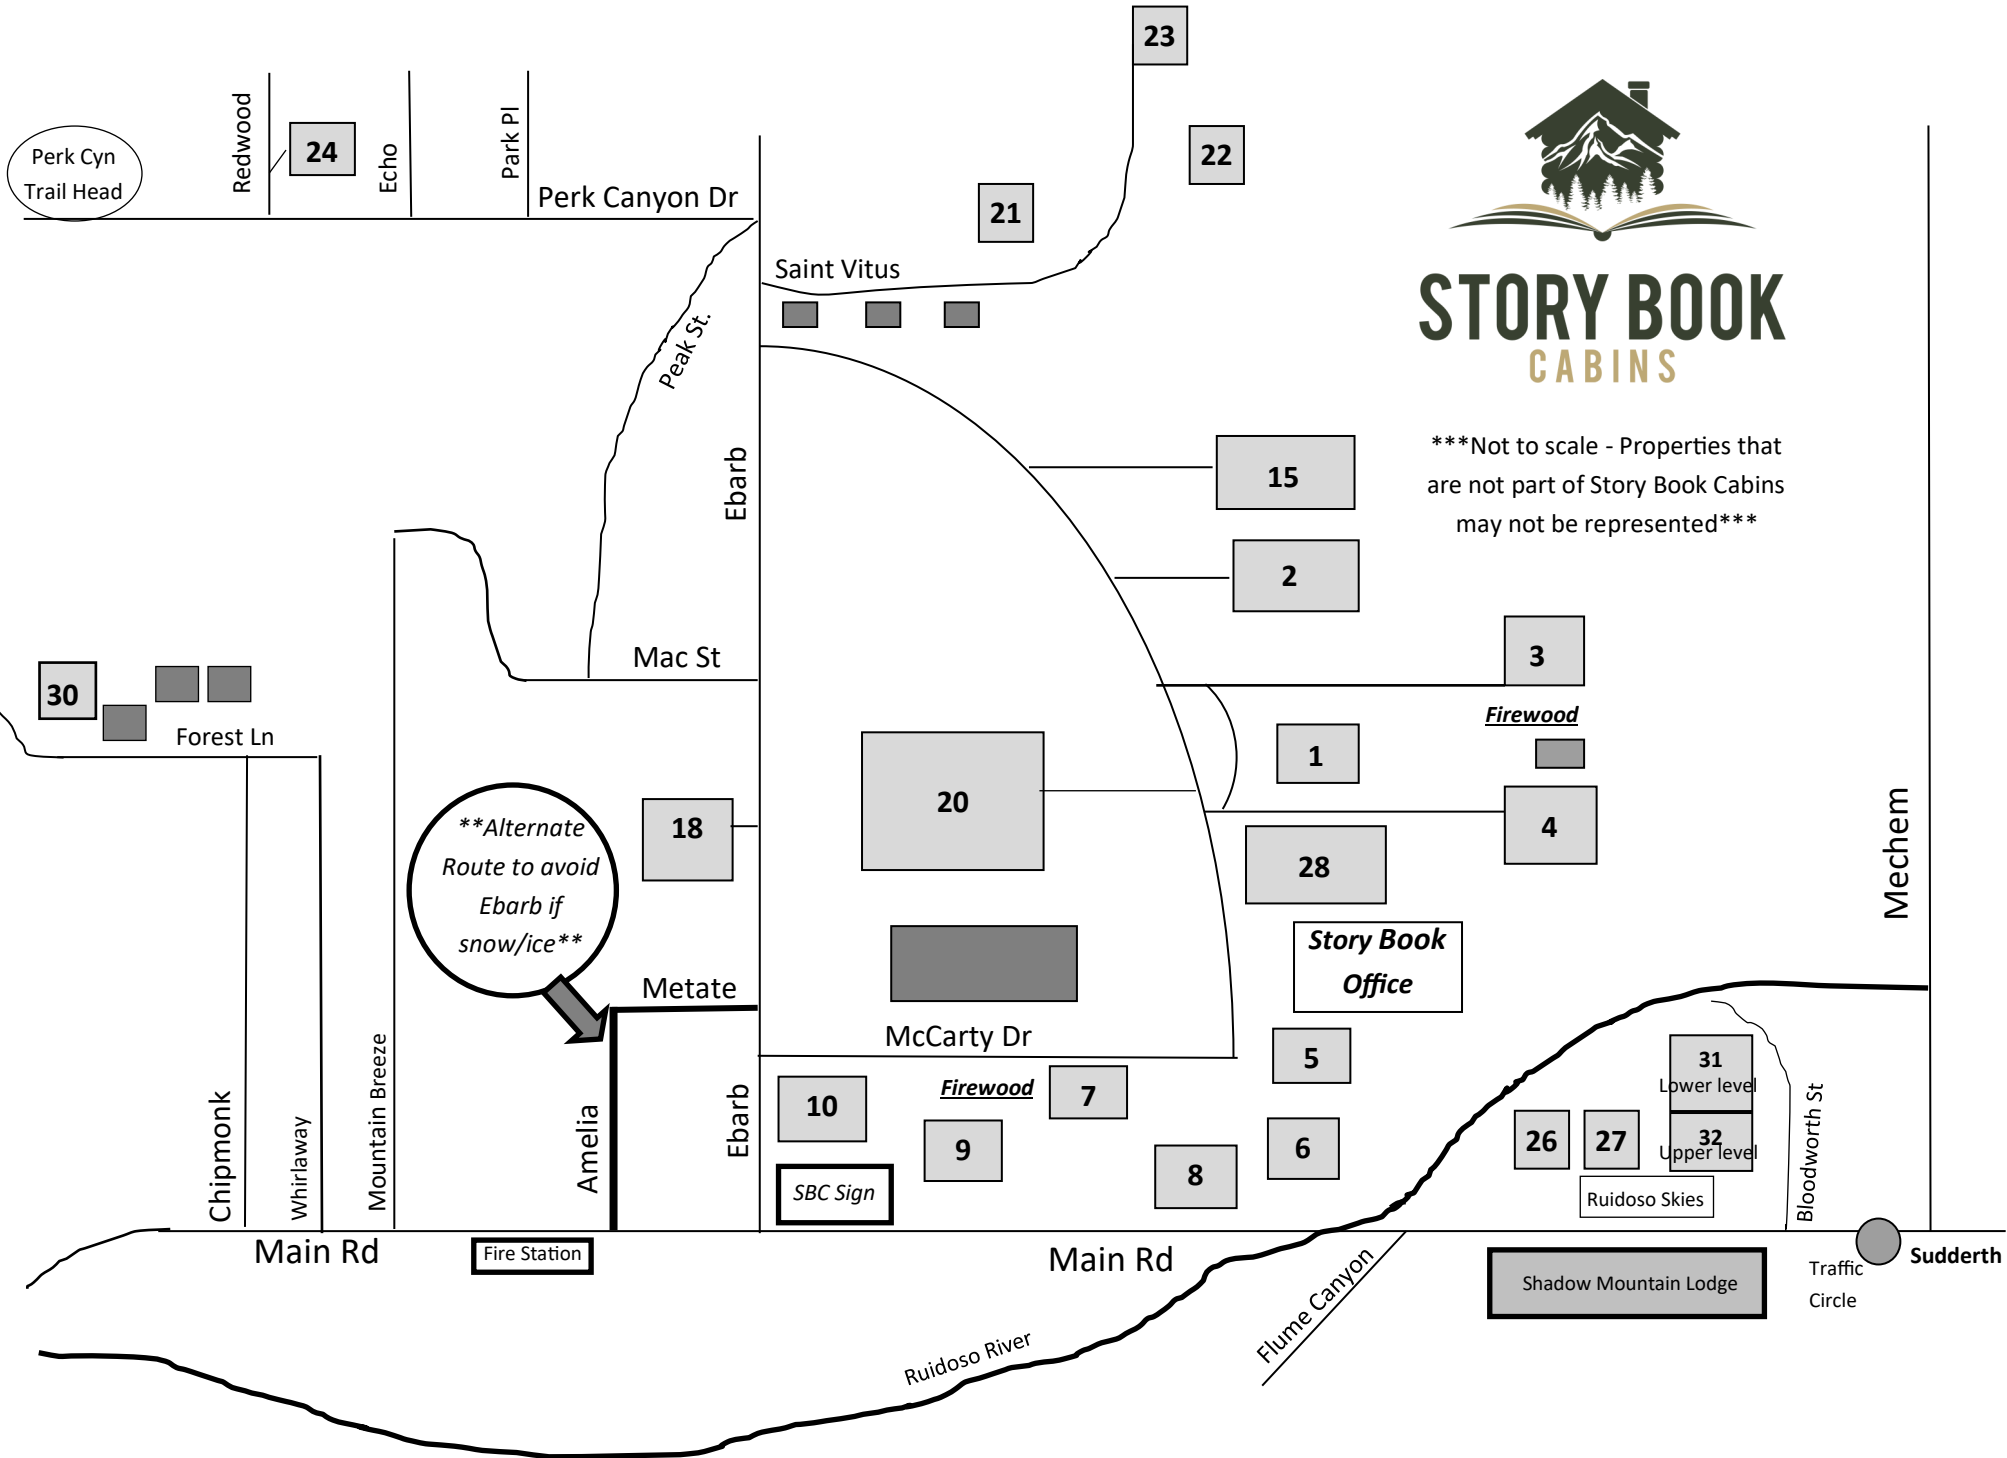 23
Redwood
24
Echo
Park Pl
Perk Cyn
Trail Head
22
Perk Canyon Dr
21
Saint Vitus
STORY BOOK
CABINS
Peak St.
***Not to scale - Properties that
are not part of Story Book Cabins
may not be represented***
Ebarb
15
2
Mac St
3
30
Firewood
Forest Ln
1
20
18
4
**Alternate
Route to avoid
Ebarb if
snow/ice**
28
Mechem
Story Book
Office
Metate
McCarty Dr
5
31
Lower level
Firewood
7
10
Chipmonk
Whirlaway
Mountain Breeze
Amelia
Ebarb
9
6
26
27
32
Upper level
Bloodworth St
8
SBC Sign
Ruidoso Skies
Main Rd
Fire Station
Main Rd
Flume Canyon
Shadow Mountain Lodge
Traffic
Circle
Sudderth
Ruidoso River